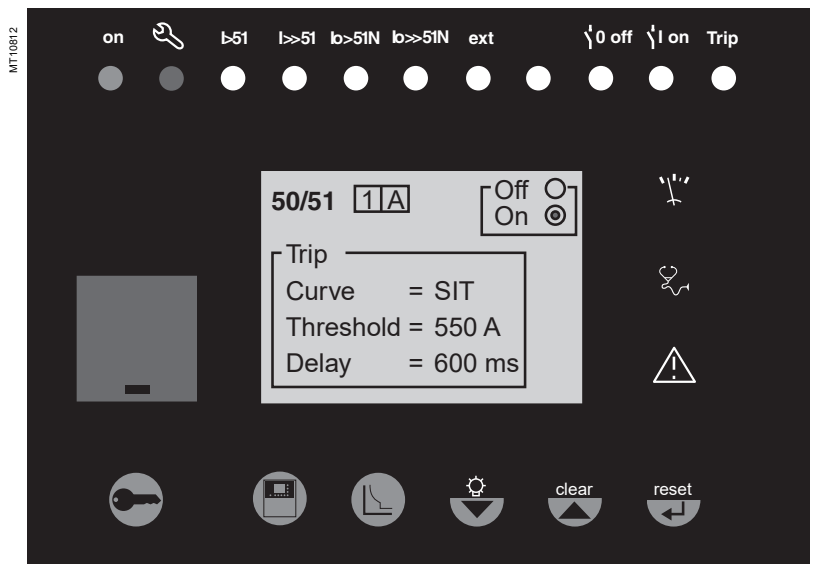 MT10812
on I>51 I>>51 Io>51N Io>>51N ext 0 off I on Trip
50/51 1 A Off
On
Trip
Curve = SIT
Threshold = 550 A
Delay = 600 ms
clear reset